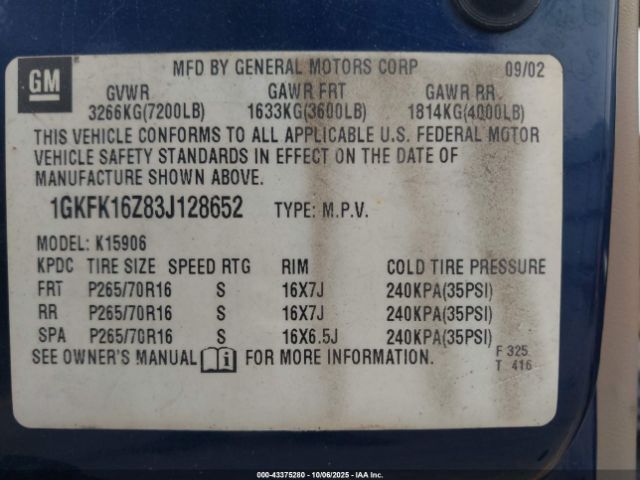 GM
MFD BY GENERAL MOTORS CORP 09/02
GVWR GAWR FRT GAWR RR
3266KG(7200LB) 1633KG(3600LB) 1814KG(4000LB)
THIS VEHICLE CONFORMS TO ALL APPLICABLE U.S. FEDERAL MOTOR
VEHICLE SAFETY STANDARDS IN EFFECT ON THE DATE OF
MANUFACTURE SHOWN ABOVE.
1GKFK16Z83J128652 TYPE: M.P.V.
MODEL: K15906
KPDC TIRE SIZE SPEED RTG RIM COLD TIRE PRESSURE
FRT P265/70R16 S 16X7J 240KPA(35PSI)
RR P265/70R16 S 16X7J 240KPA(35PSI)
SPA P265/70R16 S 16X6.5J 240KPA(35PSI)
SEE OWNER'S MANUAL i FOR MORE INFORMATION.
F 325
T 416
000-43375280 - 10/06/2025 - IAA Inc.